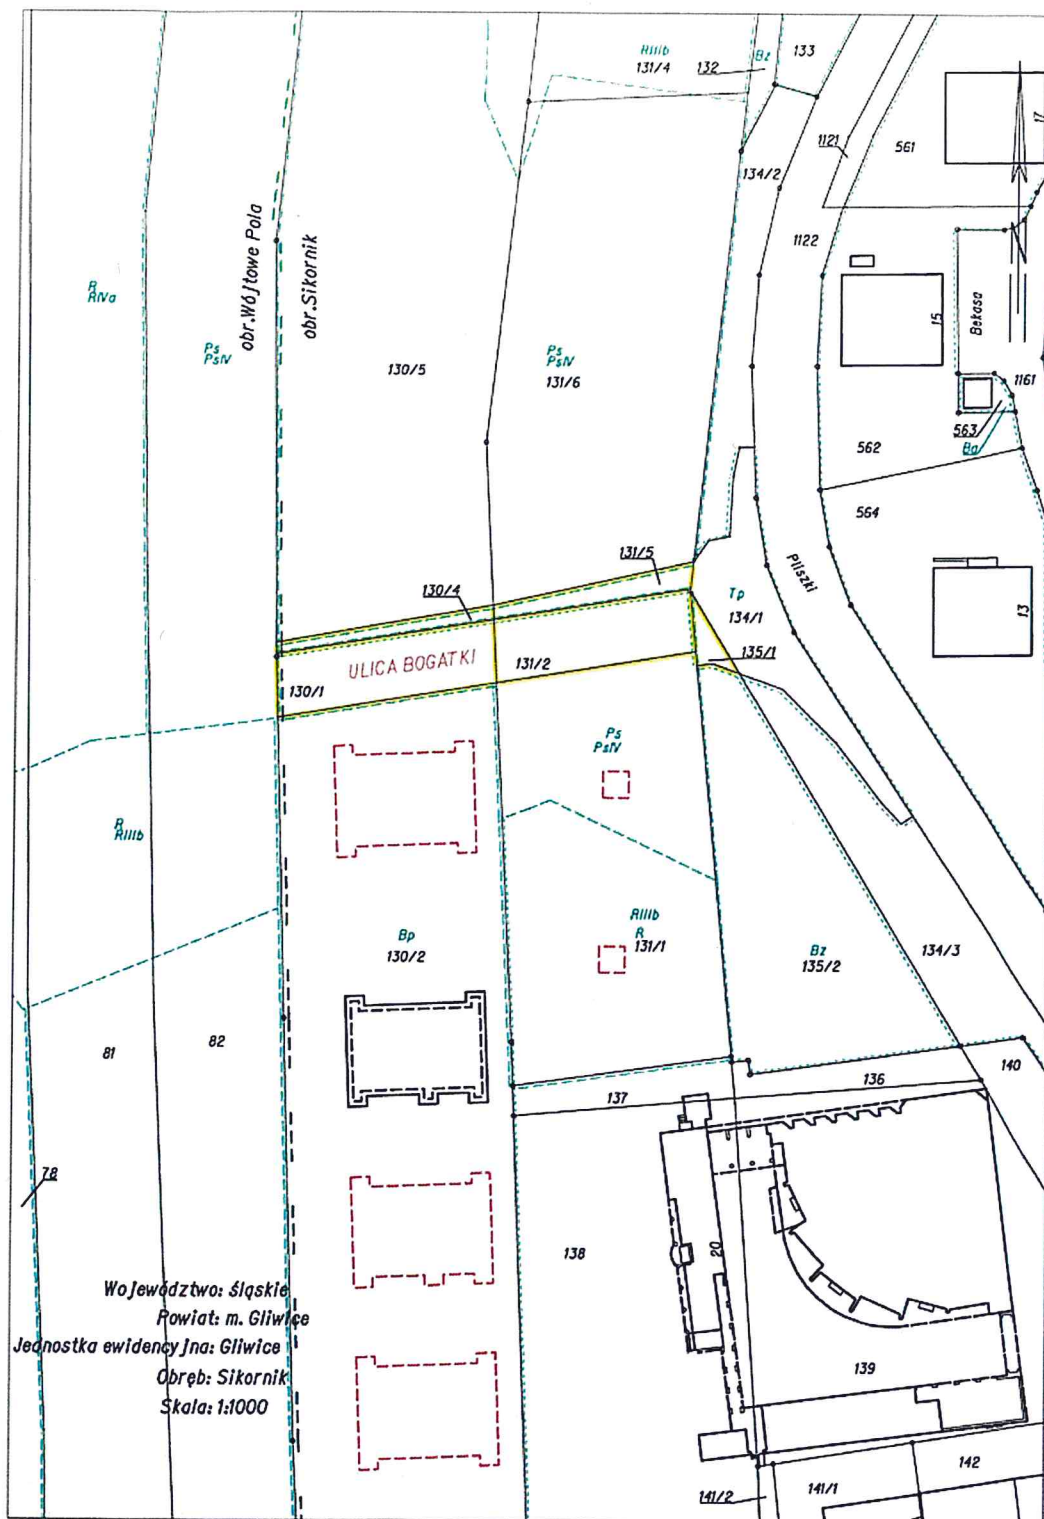 RIIIb
131/4
132
Bz
133
1121
561
17
134/2
1122
obr.Wójtowe Pola
obr.Sikornik
R
RIVa
Ps
PsIV
130/5
Ps
PsIV
131/6
15
Bekasa
1161
563
Ba
562
564
Pliszki
13
131/5
130/4
Tp
134/1
135/1
ULICA BOGATKI
131/2
130/1
Ps
PsIV
R
RIIIb
Bp
130/2
RIIIb
R
131/1
Bz
135/2
134/3
81
82
140
136
137
78
138
20
139
Województwo: śląskie
Powiat: m. Gliwice
Jednostka ewidencyjna: Gliwice
Obręb: Sikornik
Skala: 1:1000
142
141/2
141/1